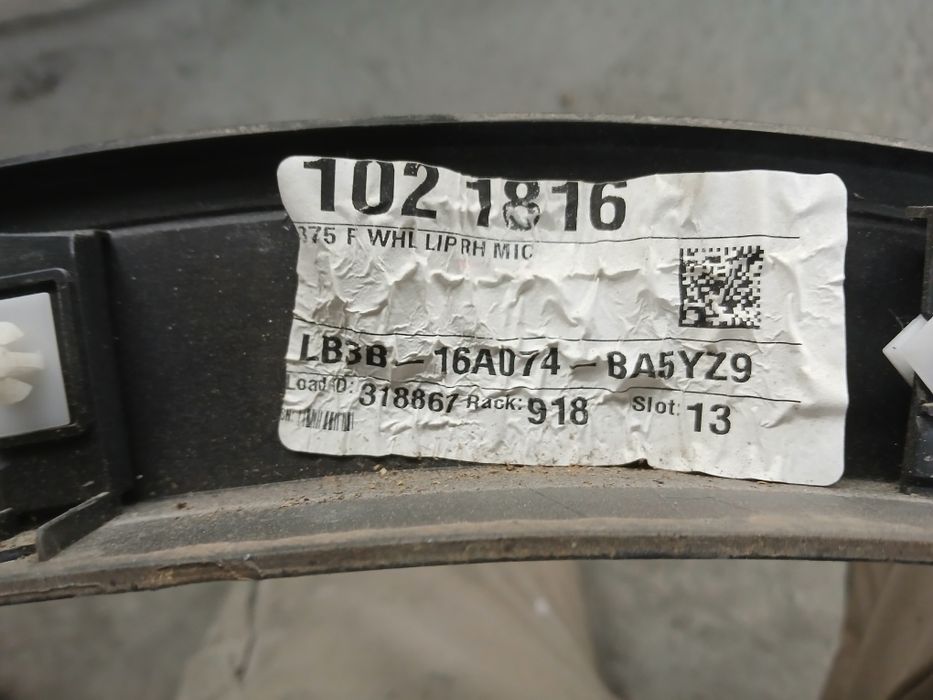 102 1816
375 F WHL LIPRH MIC
LB3B - 16A074 - BA5YZ9
Load ID: 318867 Rack: 918 Slot: 13